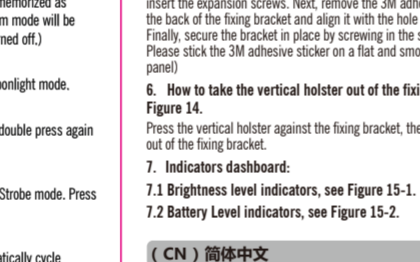 memorized as
m mode will be
ned off.)
oonlight mode.
double press again
Strobe mode. Press
atically cycle
insert the expansion screws. Next, remove the 3M adhe
the back of the fixing bracket and align it with the hole
Finally, secure the bracket in place by screwing in the s
Please stick the 3M adhesive sticker on a flat and smo
panel)
6. How to take the vertical holster out of the fixi
Figure 14.
Press the vertical holster against the fixing bracket, the
out of the fixing bracket.
7. Indicators dashboard:
7.1 Brightness level indicators, see Figure 15-1.
7.2 Battery Level indicators, see Figure 15-2.
( CN ) 简体中文